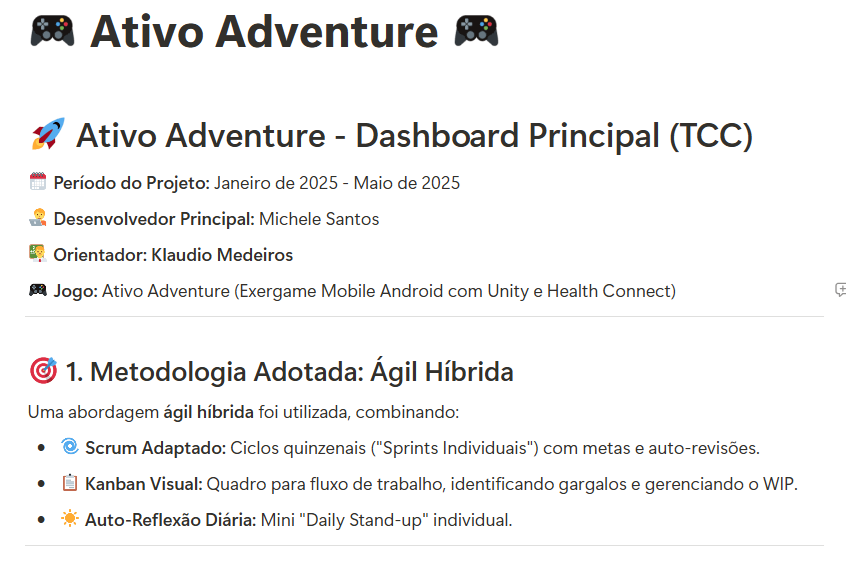 🎮 Ativo Adventure 🎮
🚀 Ativo Adventure - Dashboard Principal (TCC)
📅 Período do Projeto: Janeiro de 2025 - Maio de 2025
🧑‍💻 Desenvolvedor Principal: Michele Santos
👨‍🏫 Orientador: Klaudio Medeiros
🎮 Jogo: Ativo Adventure (Exergame Mobile Android com Unity e Health Connect)
🎯 1. Metodologia Adotada: Ágil Híbrida
Uma abordagem ágil híbrida foi utilizada, combinando:
• 🌀 Scrum Adaptado: Ciclos quinzenais ("Sprints Individuais") com metas e auto-revisões.
• 📋 Kanban Visual: Quadro para fluxo de trabalho, identificando gargalos e gerenciando o WIP.
• ☀️ Auto-Reflexão Diária: Mini "Daily Stand-up" individual.